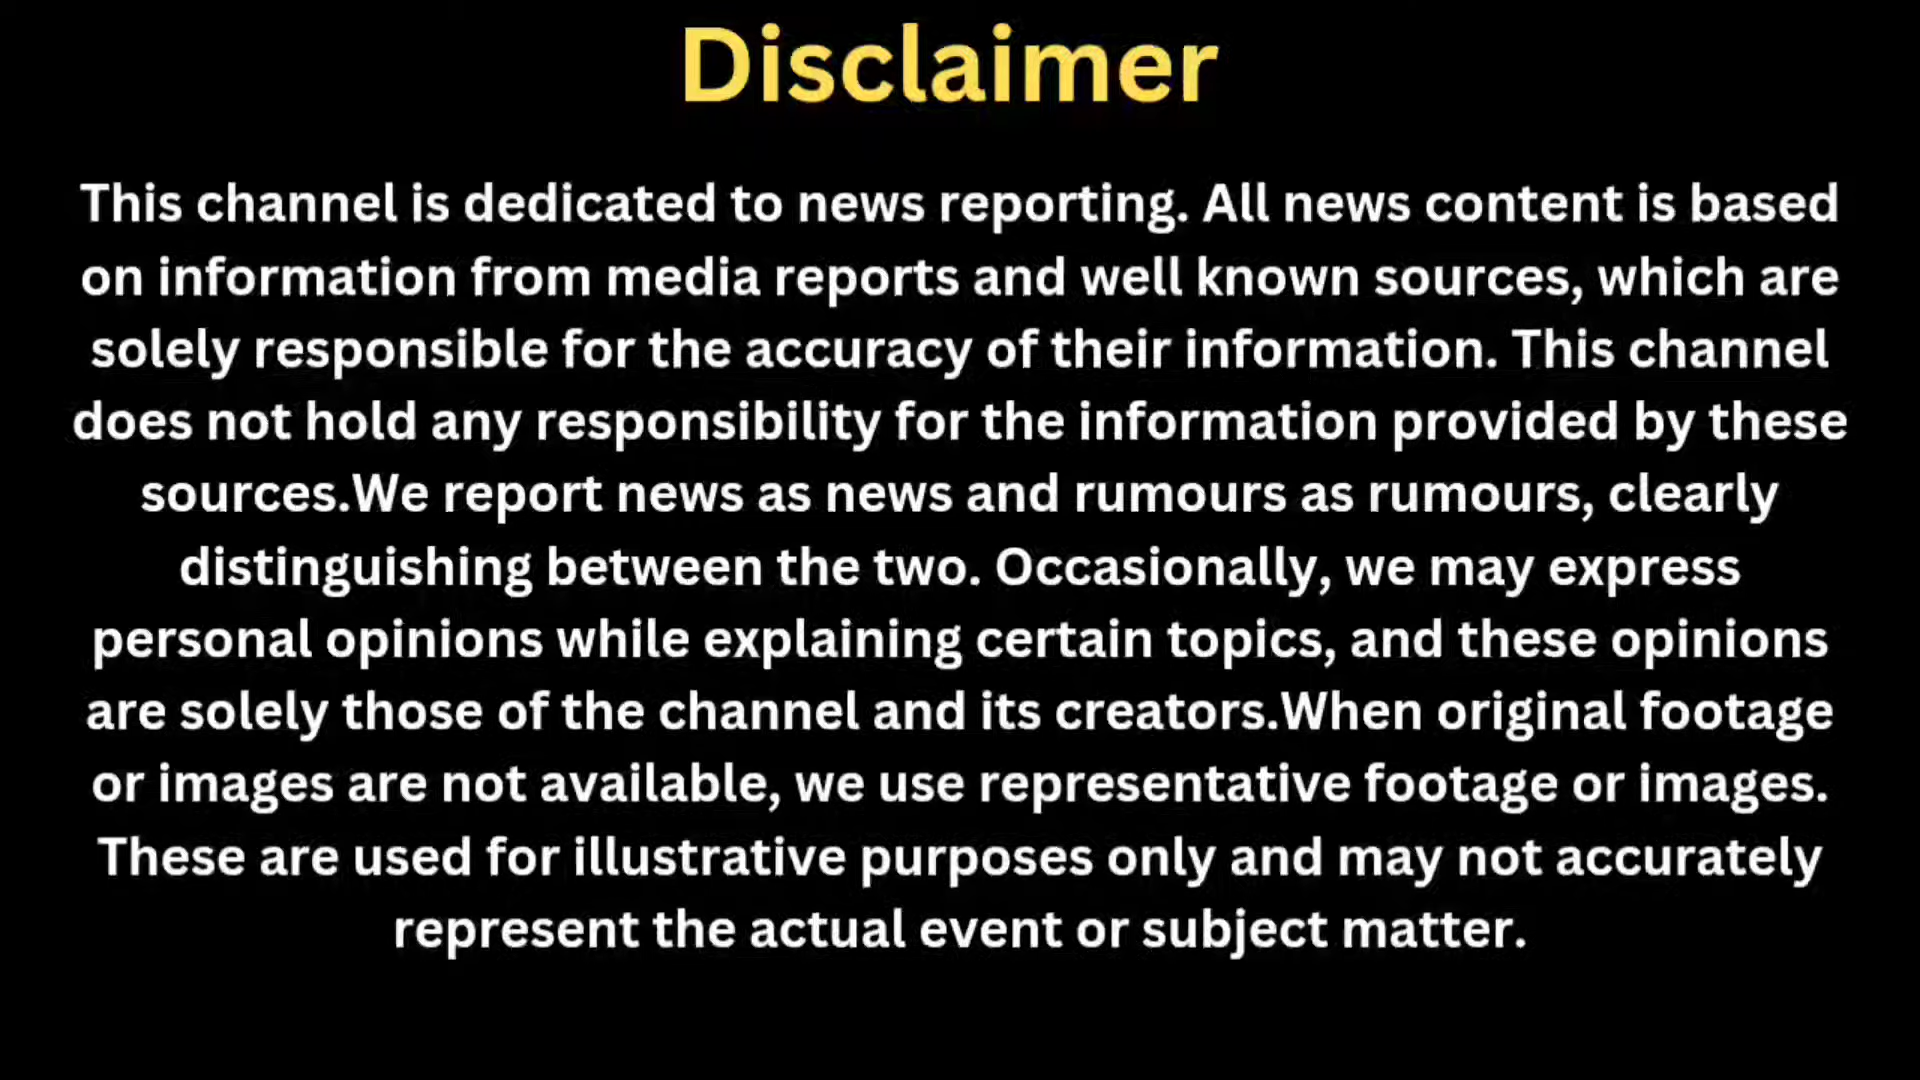 Disclaimer
This channel is dedicated to news reporting. All news content is based
on information from media reports and well known sources, which are
solely responsible for the accuracy of their information. This channel
does not hold any responsibility for the information provided by these
sources.We report news as news and rumours as rumours, clearly
distinguishing between the two. Occasionally, we may express
personal opinions while explaining certain topics, and these opinions
are solely those of the channel and its creators.When original footage
or images are not available, we use representative footage or images.
These are used for illustrative purposes only and may not accurately
represent the actual event or subject matter.